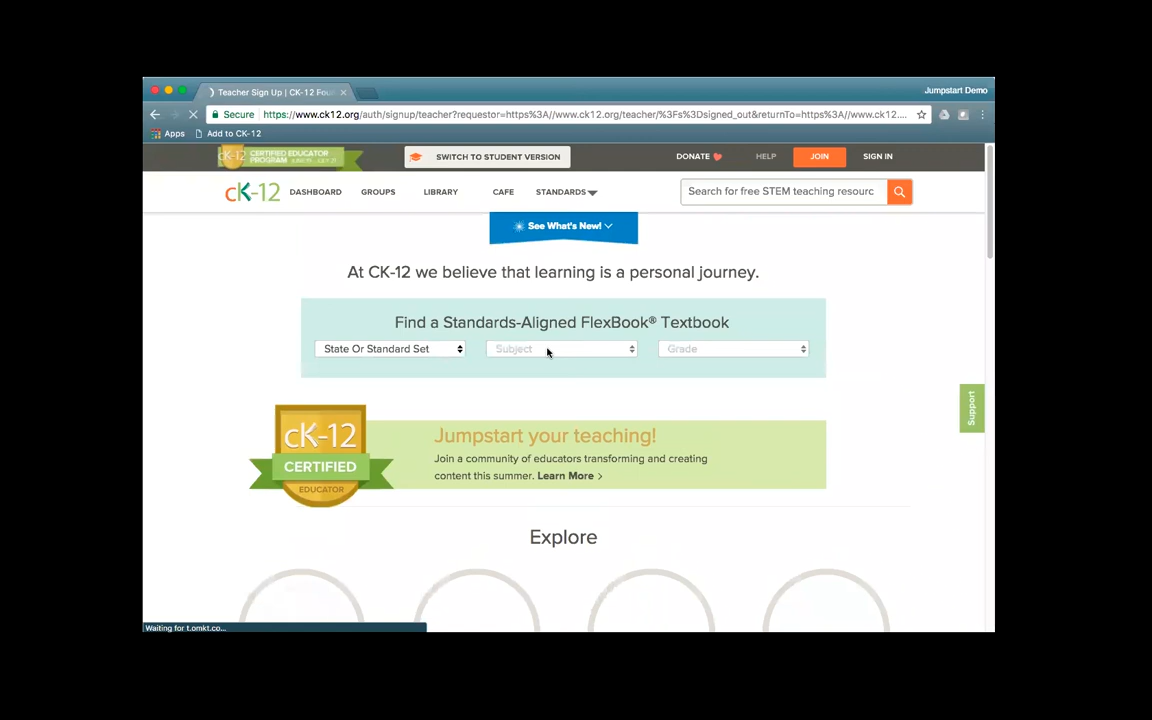 Teacher Sign Up | CK-12 Fou
Jumpstart Demo
Secure https://www.ck12.org/auth/signup/teacher?requestor=https%3A//www.ck12.org/teacher/%3Fs%3Dsigned_out&returnTo=https%3A//www.ck12....
Apps Add to CK-12
cK-12 CERTIFIED EDUCATOR
PROGRAM
SWITCH TO STUDENT VERSION
DONATE HELP JOIN SIGN IN
cK-12 DASHBOARD GROUPS LIBRARY CAFE STANDARDS
Search for free STEM teaching resourc
See What's New!
At CK-12 we believe that learning is a personal journey.
Find a Standards-Aligned FlexBook® Textbook
State Or Standard Set Subject Grade
Support
cK-12
CERTIFIED
EDUCATOR
Jumpstart your teaching!
Join a community of educators transforming and creating
content this summer. Learn More >
Explore
Waiting for t.omkt.co...